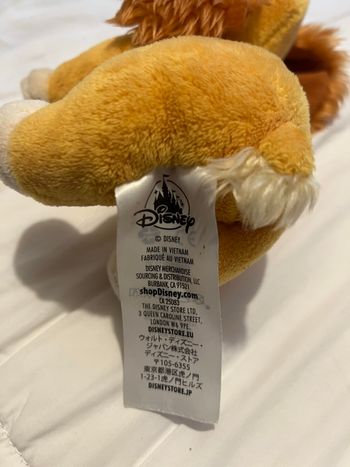 Disney
© DISNEY
MADE IN VIETNAM
FABRIQUÉ AU VIETNAM
DISNEY MERCHANDISE
SOURCING & DISTRIBUTION, LLC
BURBANK, CA 91521
shopDisney.com
CA 25083
THE DISNEY STORE LTD.
3 QUEEN CAROLINE STREET,
LONDON W6 9PE.
DISNEYSTORE.EU
ウォルト・ディズニー・
ジャパン株式会社
ディズニー・ストア
〒105-6355
東京都港区虎ノ門
1-23-1虎ノ門ヒルズ
DISNEYSTORE.JP